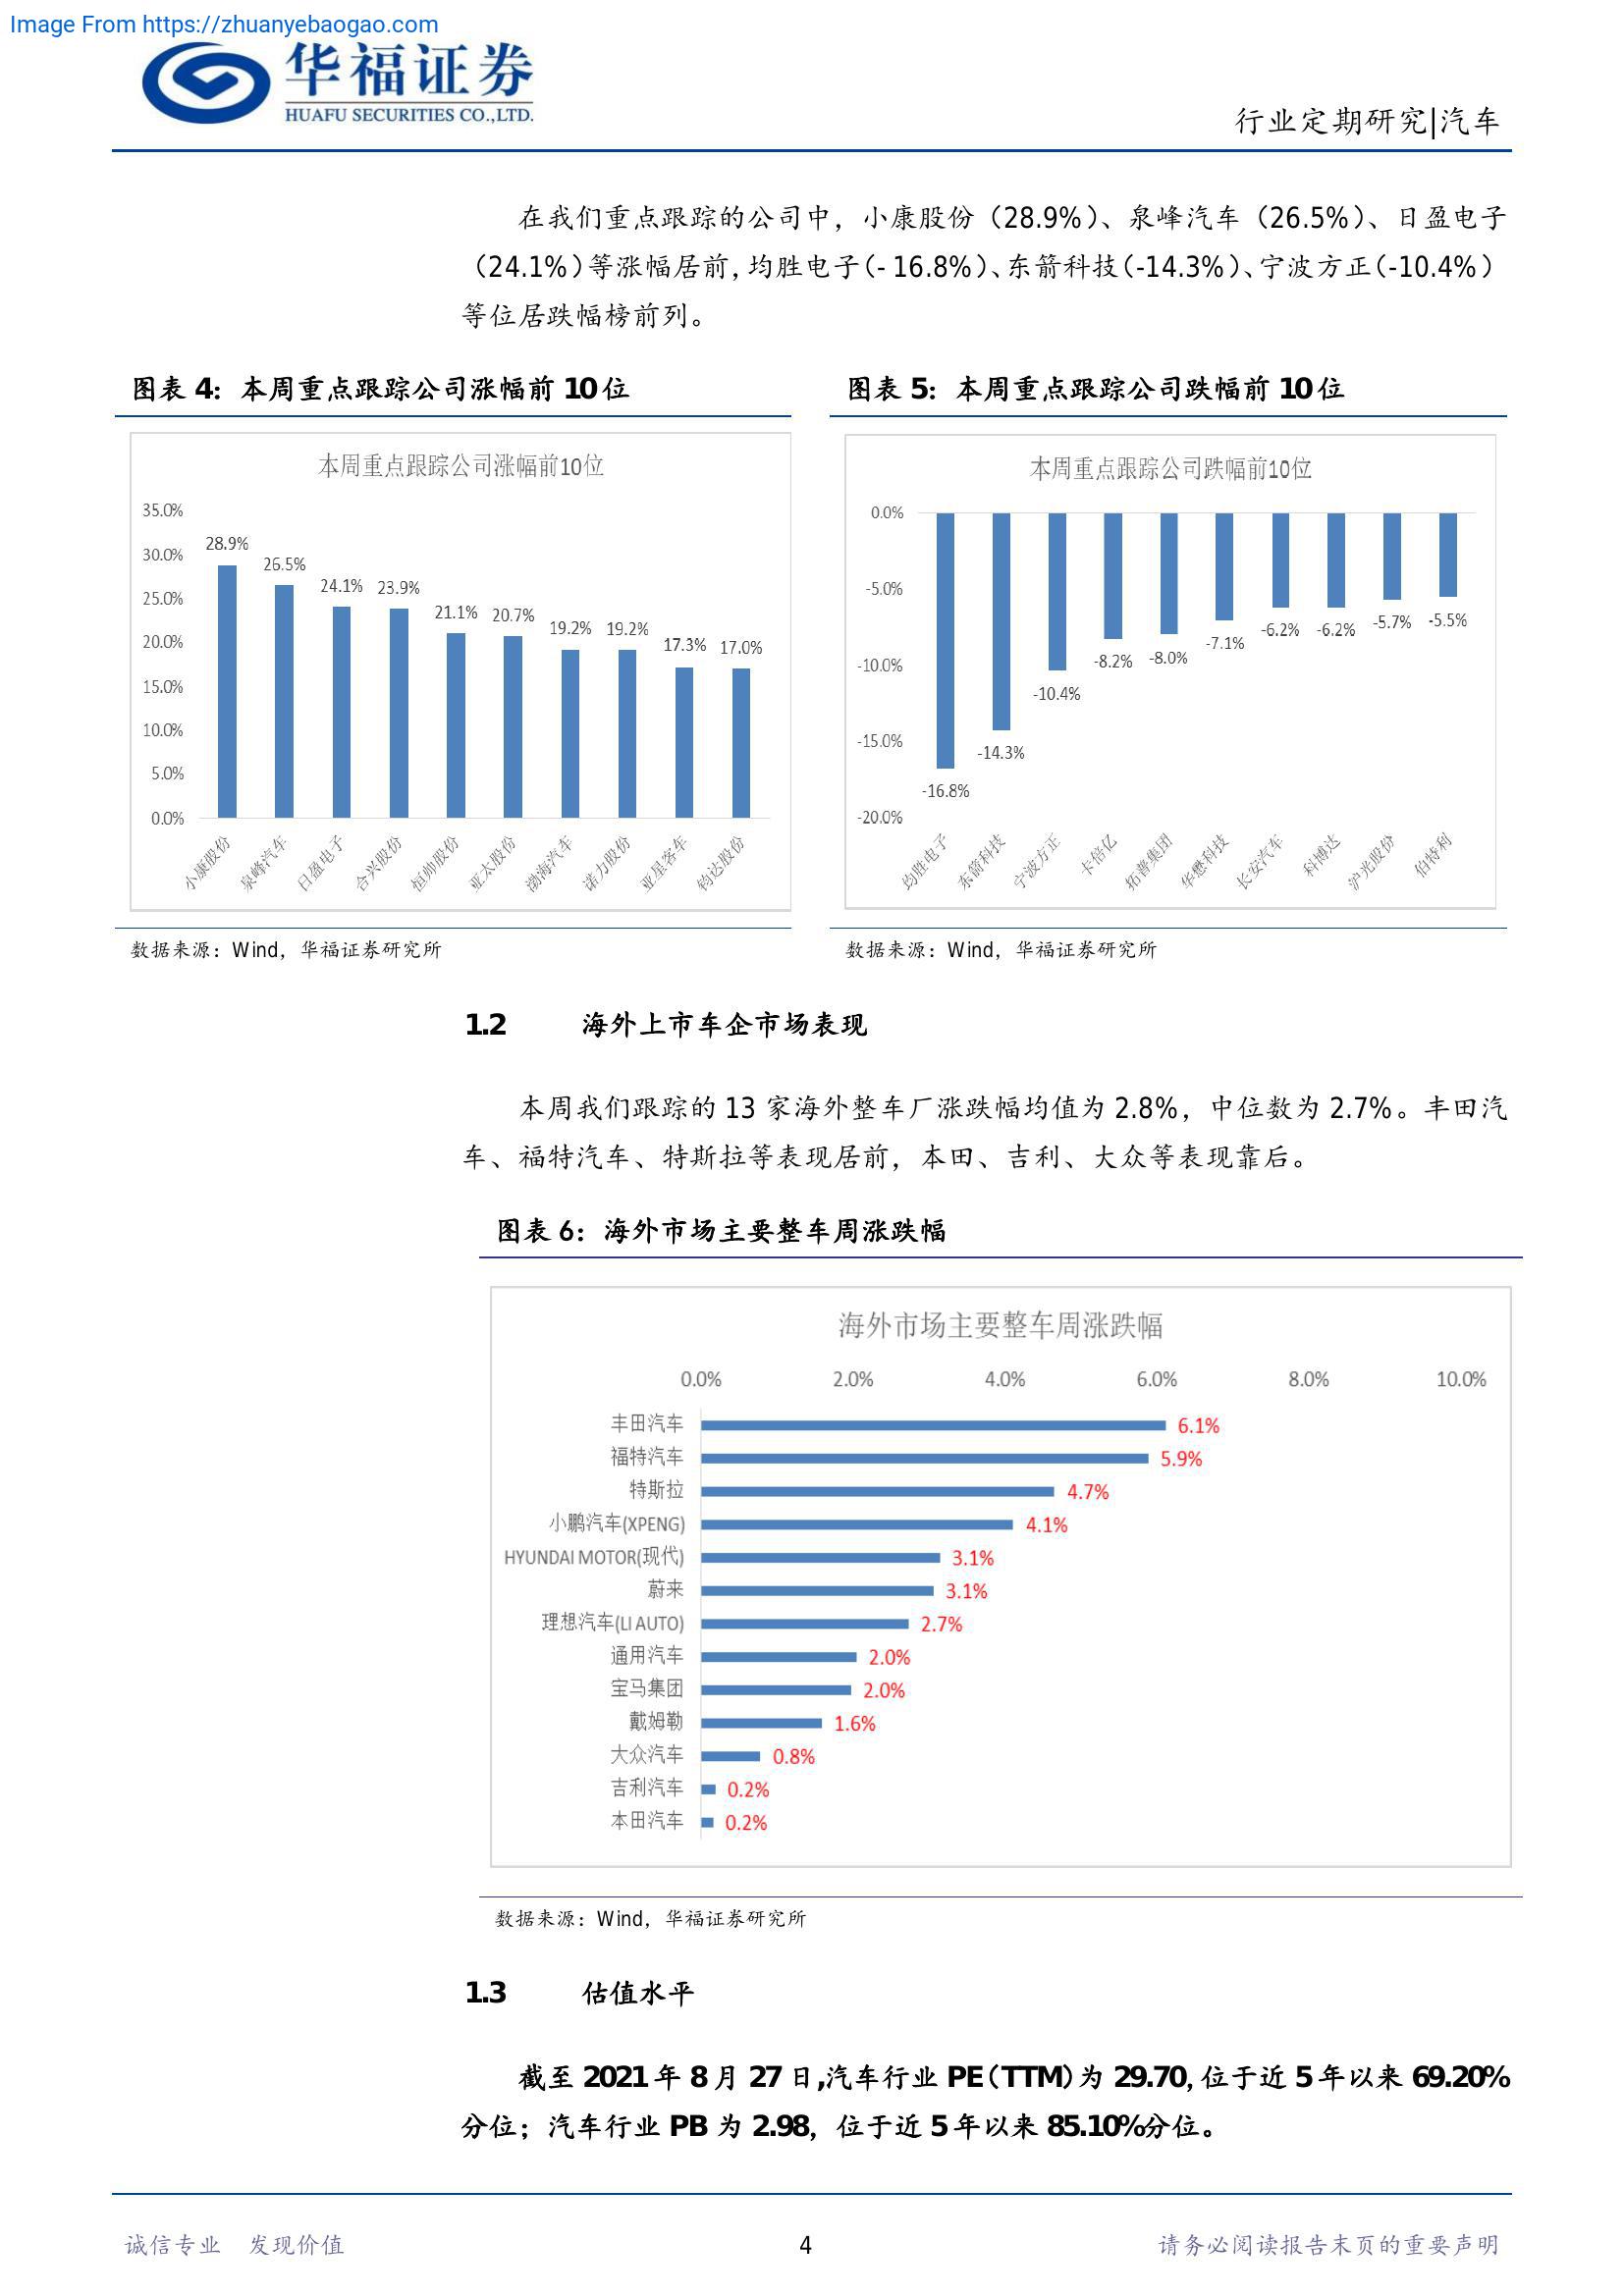 Image From https://zhuanyebaogao.com
华福证券
HUAFU SECURITIES CO.,LTD.
行业定期研究|汽车
在我们重点跟踪的公司中，小康股份（28.9%）、泉峰汽车（26.5%）、日盈电子
（24.1%）等涨幅居前，均胜电子（- 16.8%）、东箭科技（-14.3%）、宁波方正（-10.4%）
等位居跌幅榜前列。
图表 4：本周重点跟踪公司涨幅前 10 位
本周重点跟踪公司涨幅前10位
35.0%
30.0%
25.0%
20.0%
15.0%
10.0%
5.0%
0.0%
28.9%
26.5%
24.1%
23.9%
21.1%
20.7%
19.2%
19.2%
17.3%
17.0%
小康股份
泉峰汽车
日盈电子
合兴股份
恒帅股份
亚太股份
渤海汽车
诺力股份
亚星客车
钧达股份
数据来源：Wind，华福证券研究所
图表 5：本周重点跟踪公司跌幅前 10 位
本周重点跟踪公司跌幅前10位
0.0%
-5.0%
-10.0%
-15.0%
-20.0%
-16.8%
-14.3%
-10.4%
-8.2%
-8.0%
-7.1%
-6.2%
-6.2%
-5.7%
-5.5%
均胜电子
东箭科技
宁波方正
卡倍亿
拓普集团
华懋科技
长安汽车
科博达
沪光股份
伯特利
数据来源：Wind，华福证券研究所
1.2 海外上市车企市场表现
本周我们跟踪的 13 家海外整车厂涨跌幅均值为 2.8%，中位数为 2.7%。丰田汽
车、福特汽车、特斯拉等表现居前，本田、吉利、大众等表现靠后。
图表 6：海外市场主要整车周涨跌幅
海外市场主要整车周涨跌幅
0.0% 2.0% 4.0% 6.0% 8.0% 10.0%
丰田汽车 6.1%
福特汽车 5.9%
特斯拉 4.7%
小鹏汽车(XPENG) 4.1%
HYUNDAI MOTOR(现代) 3.1%
蔚来 3.1%
理想汽车(LI AUTO) 2.7%
通用汽车 2.0%
宝马集团 2.0%
戴姆勒 1.6%
大众汽车 0.8%
吉利汽车 0.2%
本田汽车 0.2%
数据来源：Wind，华福证券研究所
1.3 估值水平
截至 2021 年 8 月 27 日,汽车行业 PE（TTM）为 29.70, 位于近 5 年以来 69.20%
分位；汽车行业 PB 为 2.98，位于近 5 年以来 85.10%分位。
诚信专业 发现价值
4
请务必阅读报告末页的重要声明